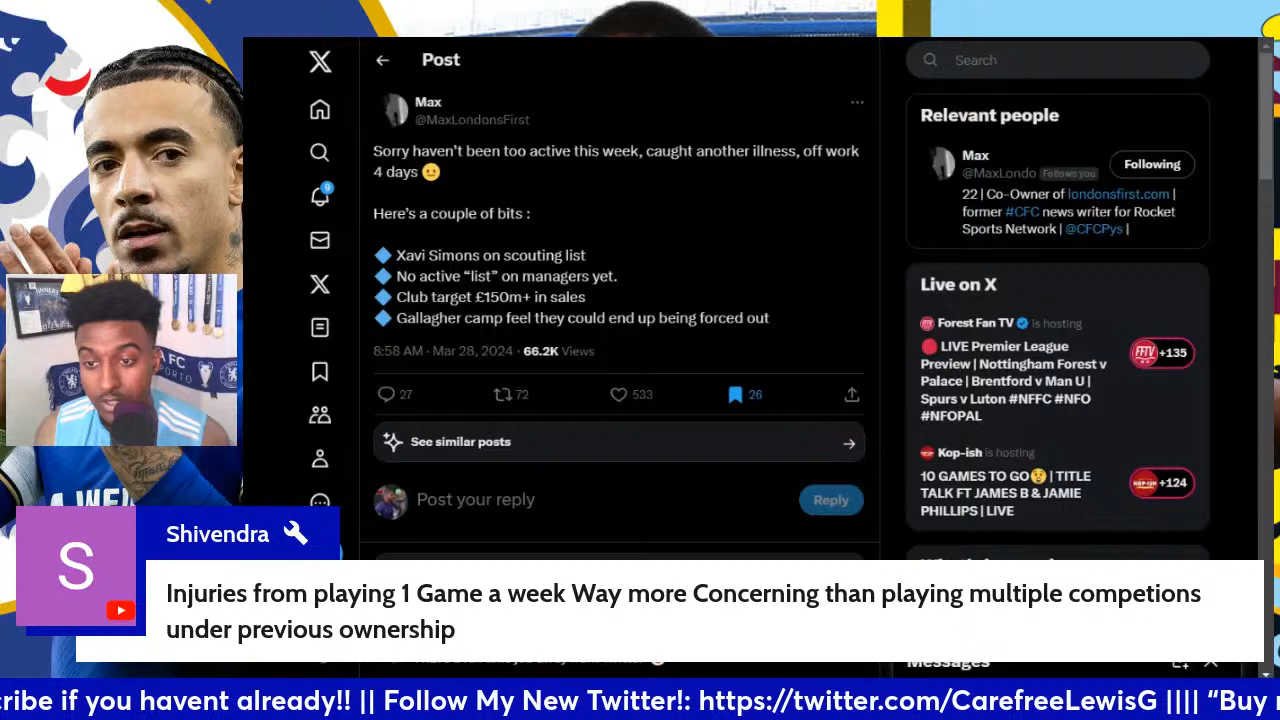 Post
Search
Max
@MaxLondonsFirst
Sorry haven't been too active this week, caught another illness, off work
4 days 😐
Here's a couple of bits :
🔷 Xavi Simons on scouting list
🔷 No active “list” on managers yet.
🔷 Club target £150m+ in sales
🔷 Gallagher camp feel they could end up being forced out
8:58 AM · Mar 28, 2024 · 66.2K Views
27 72 533 26
See similar posts
Post your reply
Reply
Relevant people
Max
@MaxLondo Follows you
Following
22 | Co-Owner of londonsfirst.com |
former #CFC news writer for Rocket
Sports Network | @CFCPys |
Live on X
Forest Fan TV is hosting
🔴 LIVE Premier League
Preview | Nottingham Forest v
Palace | Brentford v Man U |
Spurs v Luton #NFFC #NFO
#NFOPAL
FFTV +135
Kop-ish is hosting
10 GAMES TO GO😲 | TITLE
TALK FT JAMES B & JAMIE
PHILLIPS | LIVE
KOP-ISH +124
9
S
Shivendra
Injuries from playing 1 Game a week Way more Concerning than playing multiple competions
under previous ownership
Messages
cribe if you havent already!! || Follow My New Twitter!: https://twitter.com/CarefreeLewisG |||| “Buy